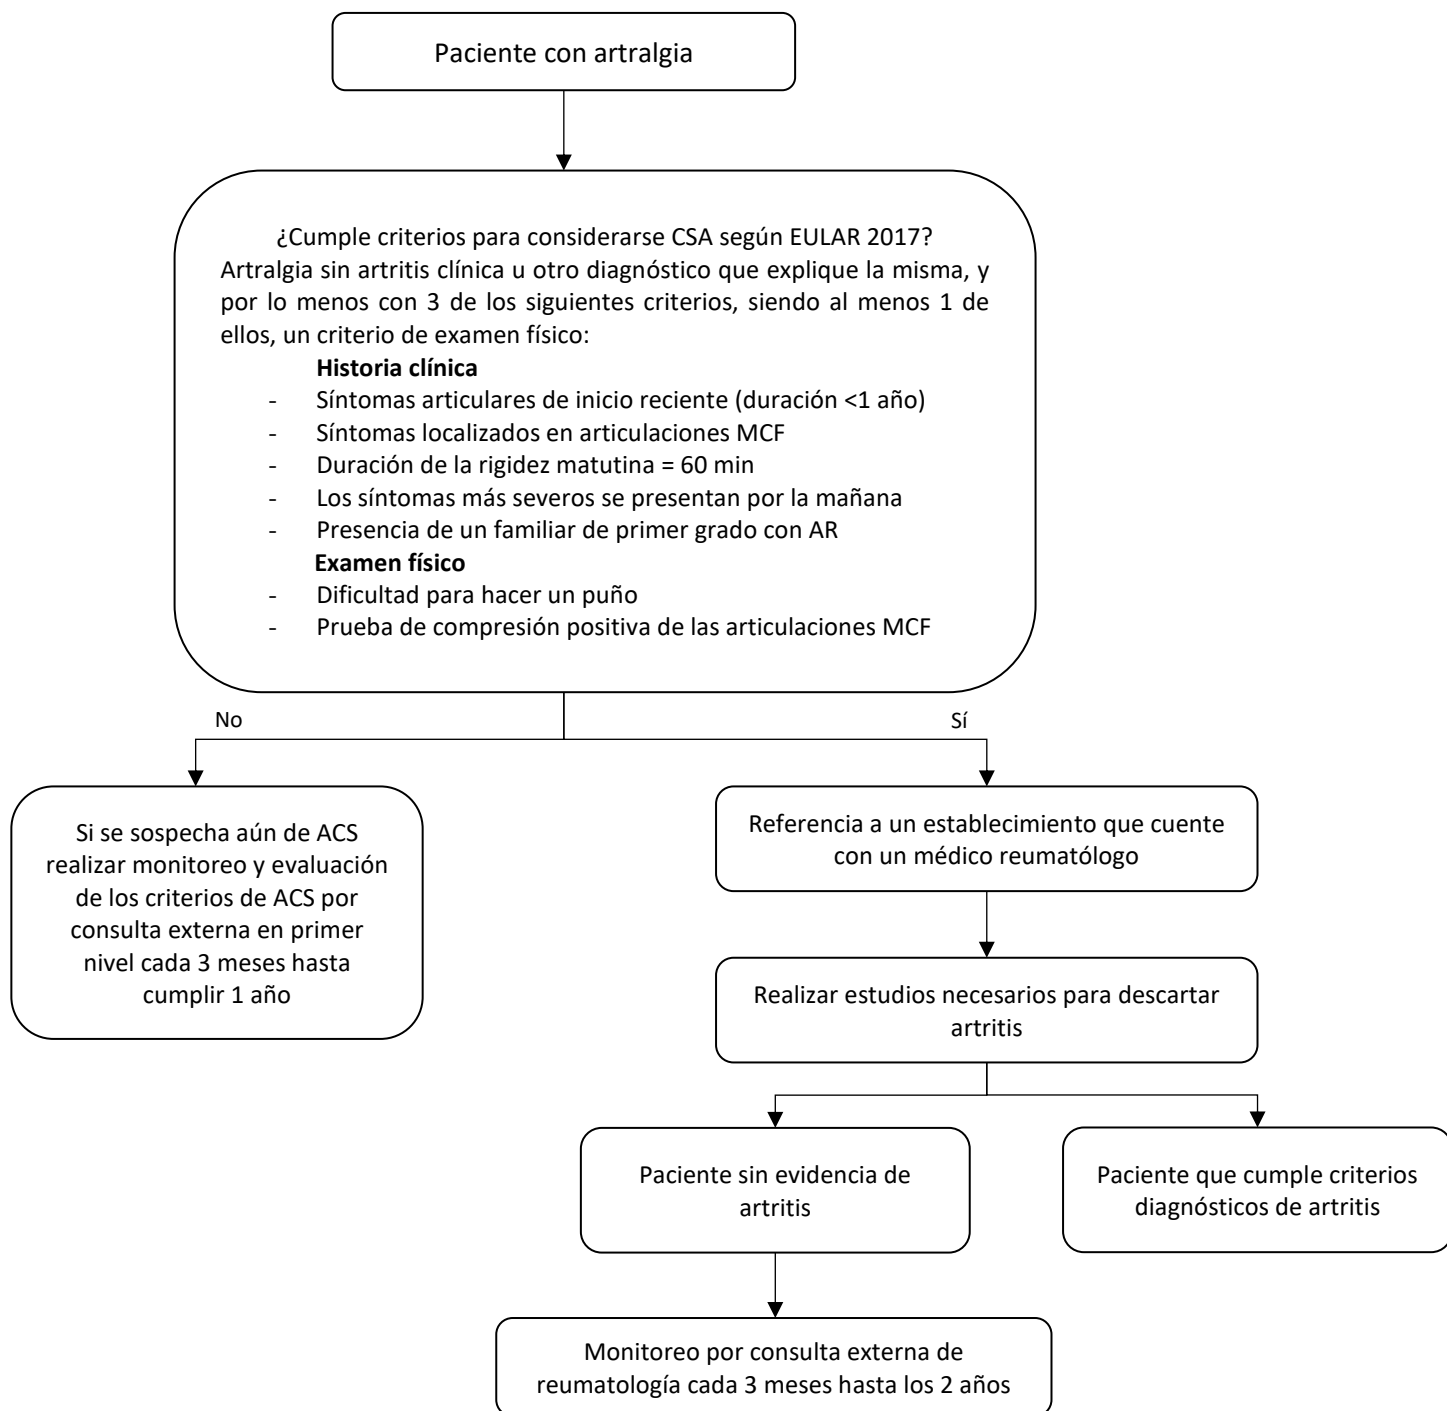 Paciente con artralgia
¿Cumple criterios para considerarse CSA según EULAR 2017?
Artralgia sin artritis clínica u otro diagnóstico que explique la misma, y
por lo menos con 3 de los siguientes criterios, siendo al menos 1 de
ellos, un criterio de examen físico:
Historia clínica
- Síntomas articulares de inicio reciente (duración <1 año)
- Síntomas localizados en articulaciones MCF
- Duración de la rigidez matutina = 60 min
- Los síntomas más severos se presentan por la mañana
- Presencia de un familiar de primer grado con AR
Examen físico
- Dificultad para hacer un puño
- Prueba de compresión positiva de las articulaciones MCF
No
Sí
Si se sospecha aún de ACS
realizar monitoreo y evaluación
de los criterios de ACS por
consulta externa en primer
nivel cada 3 meses hasta
cumplir 1 año
Referencia a un establecimiento que cuente
con un médico reumatólogo
Realizar estudios necesarios para descartar
artritis
Paciente sin evidencia de
artritis
Paciente que cumple criterios
diagnósticos de artritis
Monitoreo por consulta externa de
reumatología cada 3 meses hasta los 2 años